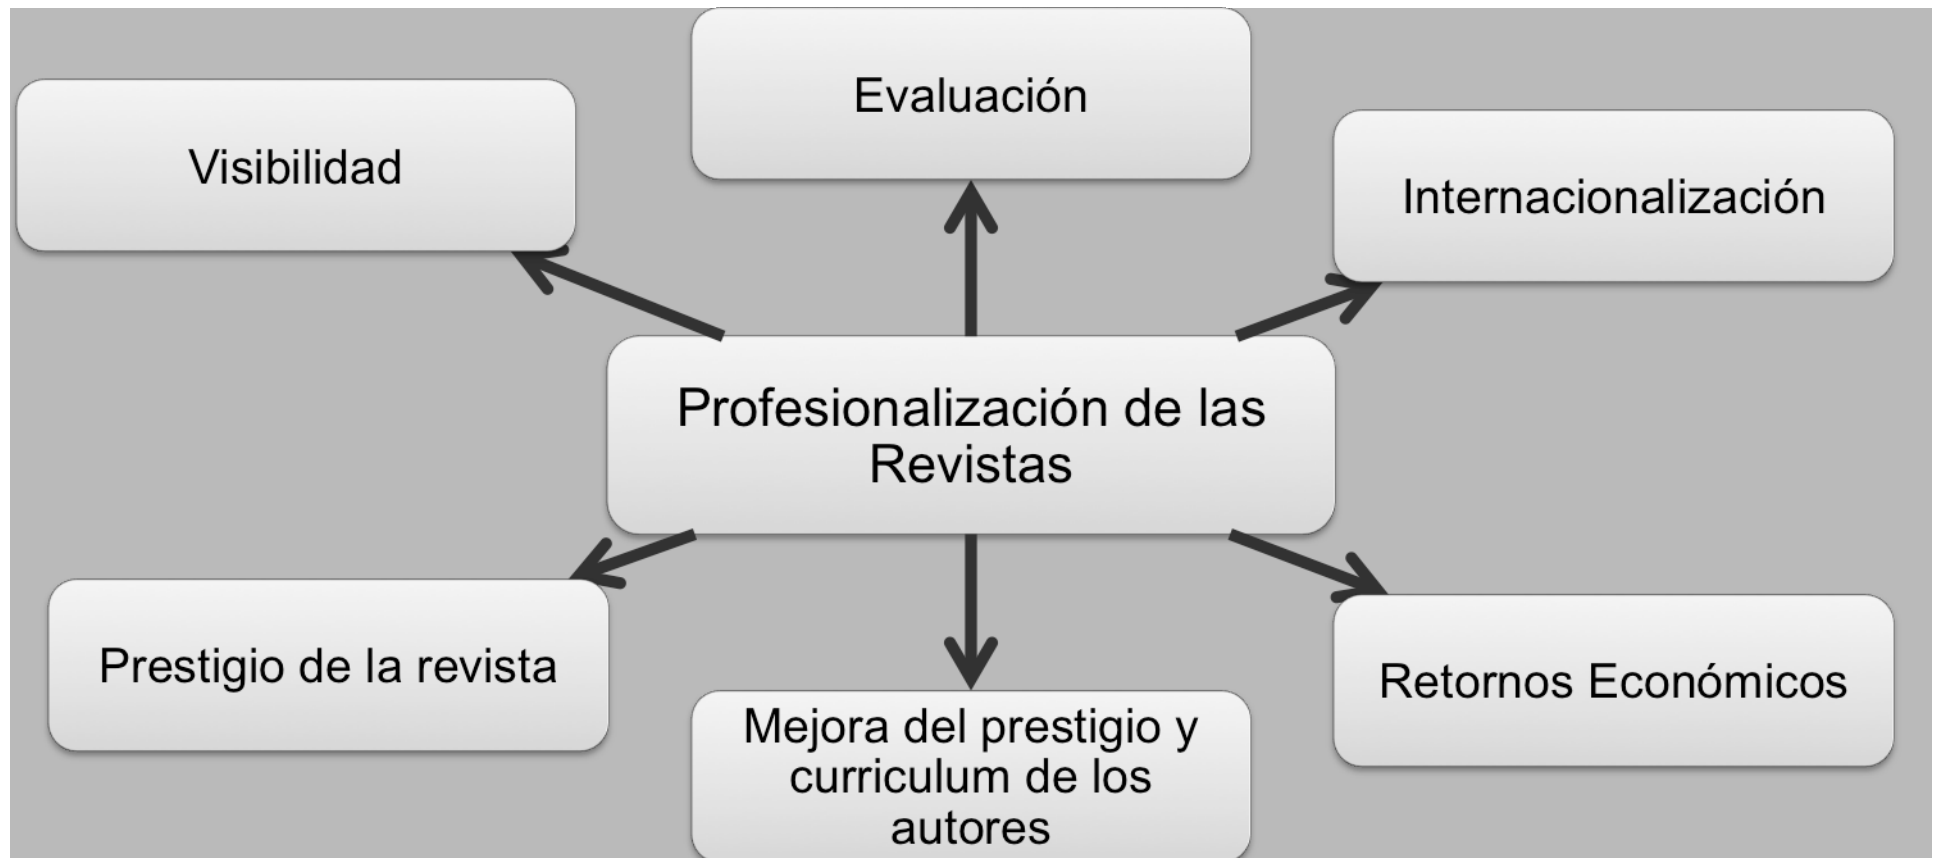 Evaluación
Visibilidad
Internacionalización
Profesionalización de las
Revistas
Prestigio de la revista
Retornos Económicos
Mejora del prestigio y
curriculum de los
autores